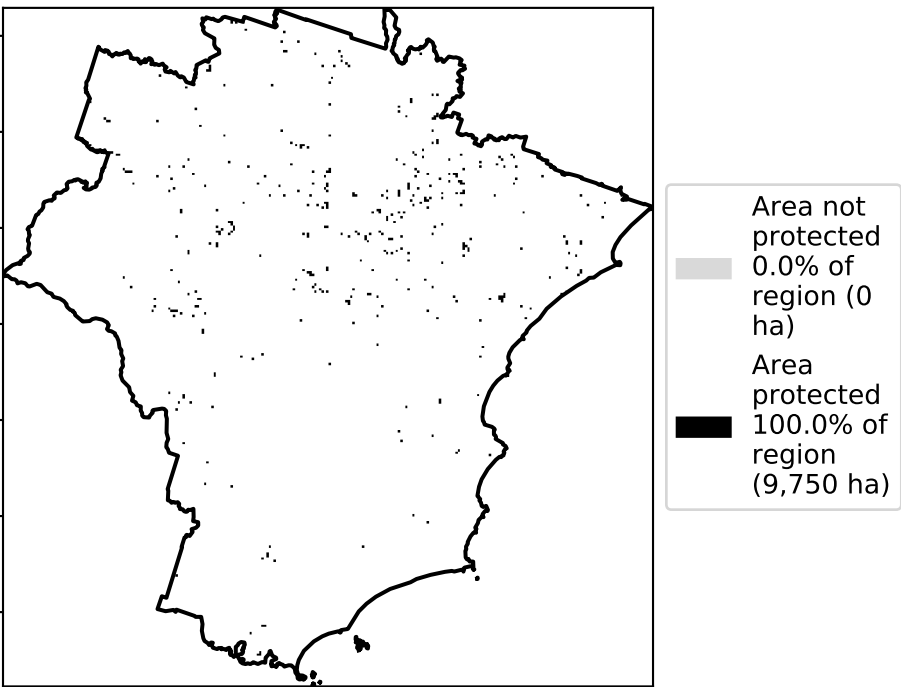 Area not
protected
0.0% of
region (0
ha)
Area
protected
100.0% of
region
(9,750 ha)